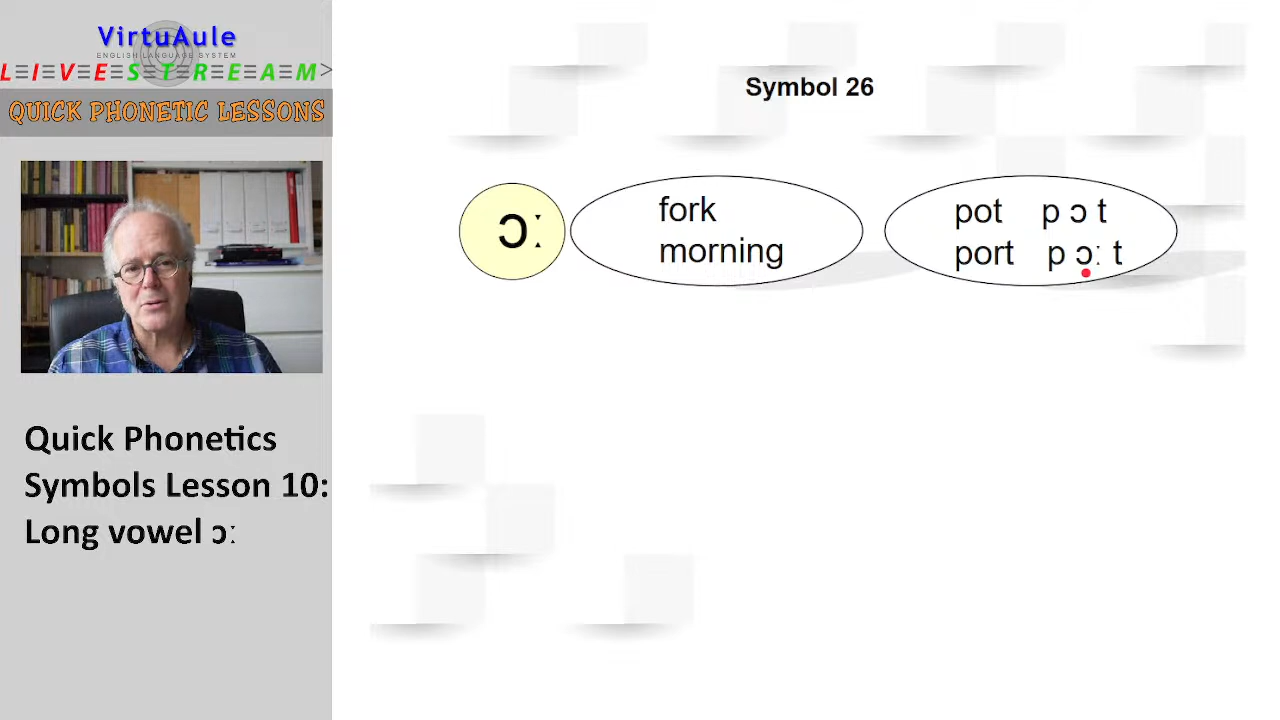 VirtuAule
ENGLISH LANGUAGE SYSTEM
L≡I≡V≡E≡S≡T≡R≡E≡A≡M>
QUICK PHONETIC LESSONS
Quick Phonetics
Symbols Lesson 10:
Long vowel ɔː
Symbol 26
ɔː
fork
morning
pot p ɔ t
port p ɔː t